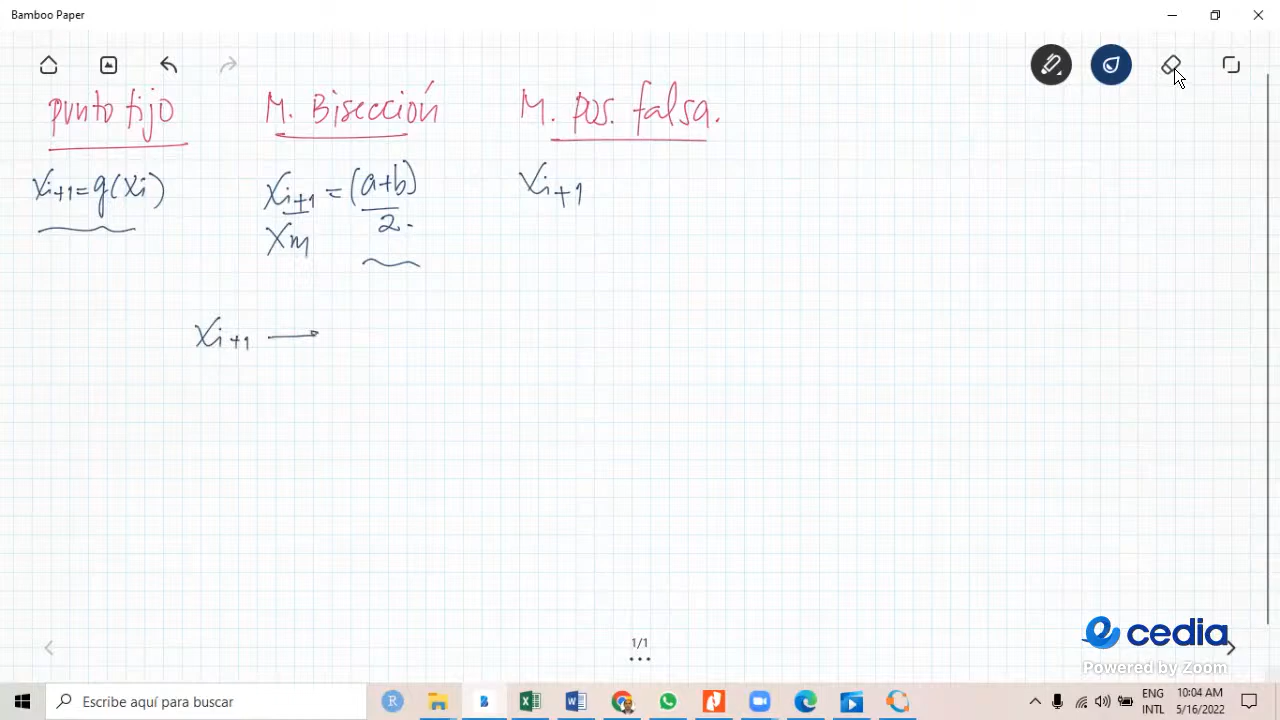 Bamboo Paper
punto fijo
M. Bisección
M. pos. falsa.
Xi+1=g(Xi)
Xi+1 = (a+b)
2.
Xm
Xi+1
Xi+1 →
1/1
cedia
Powered by Zoom
Escribe aquí para buscar
ENG
INTL
10:04 AM
5/16/2022